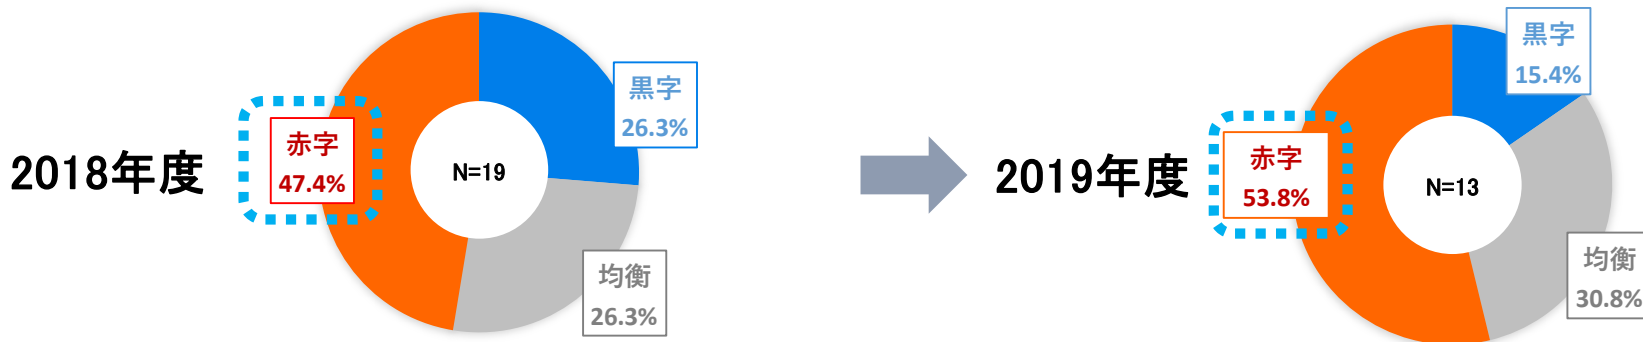 2018年度
赤字
47.4%
N=19
黒字
26.3%
均衡
26.3%
2019年度
赤字
53.8%
N=13
黒字
15.4%
均衡
30.8%